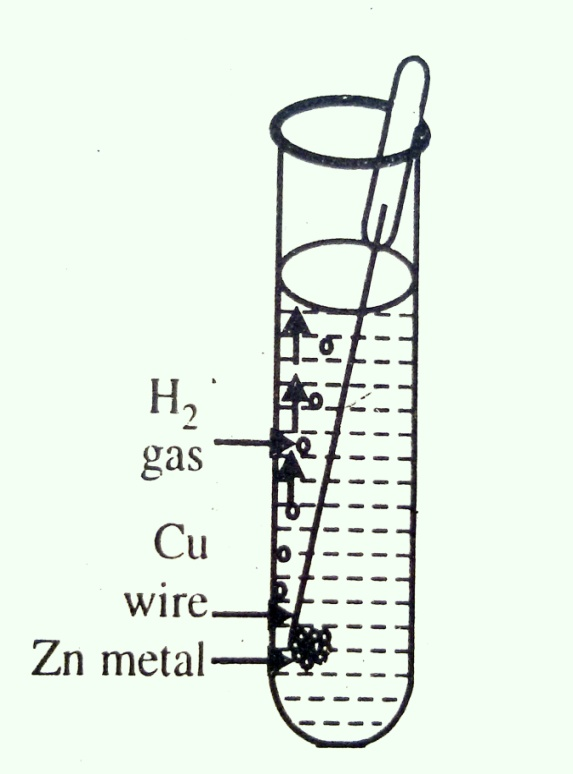 H₂
gas
Cu
wire
Zn metal